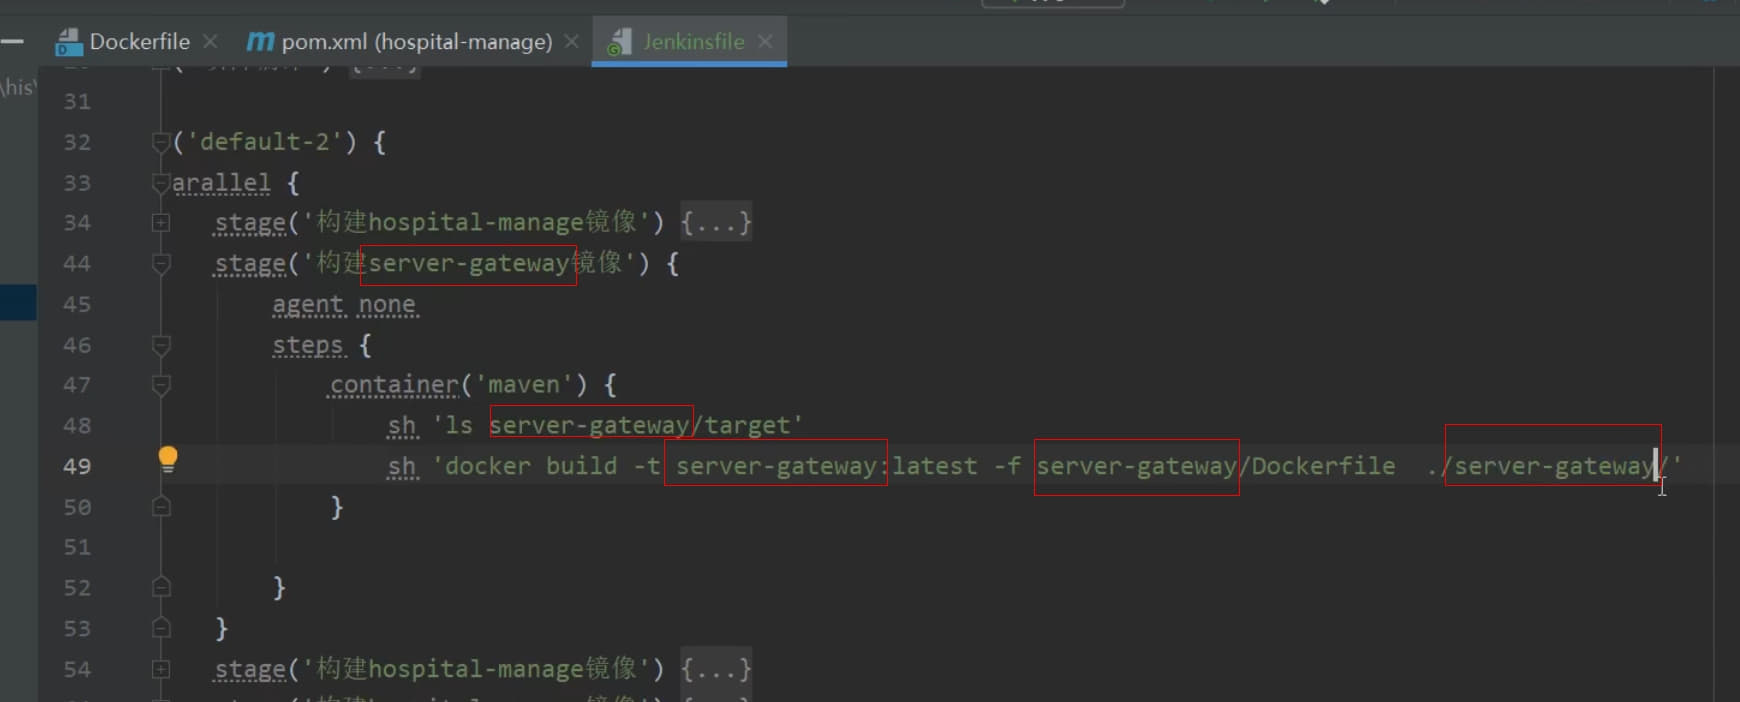 Dockerfile
pom.xml (hospital-manage)
Jenkinsfile
\his\
31
32 ('default-2') {
33 arallel {
34 stage('构建hospital-manage镜像') {...}
44 stage('构建server-gateway镜像') {
45 agent none
46 steps {
47 container('maven') {
48 sh 'ls server-gateway/target'
49 sh 'docker build -t server-gateway:latest -f server-gateway/Dockerfile  ./server-gateway/'
50 }
51
52 }
53 }
54 stage('构建hospital-manage镜像') {...}